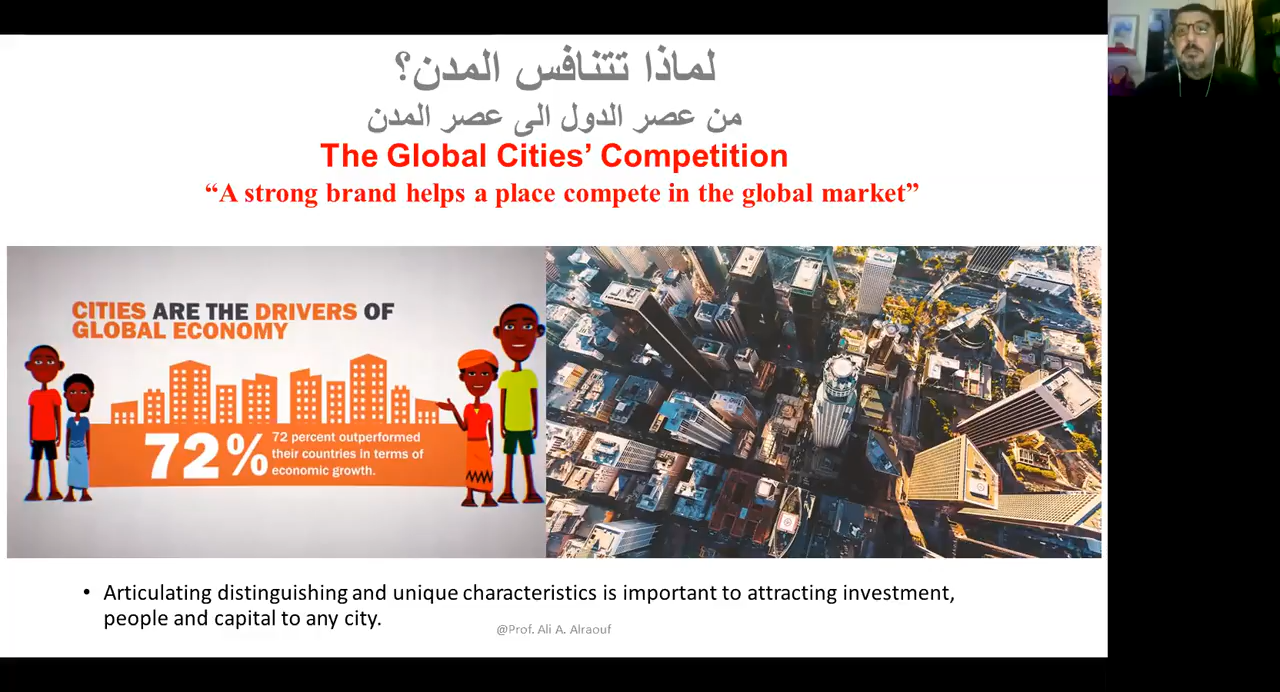 لماذا تتنافس المدن؟
من عصر الدول الى عصر المدن
The Global Cities’ Competition
“A strong brand helps a place compete in the global market”
CITIES ARE THE DRIVERS OF
GLOBAL ECONOMY
72%
72 percent outperformed
their countries in terms of
economic growth.
• Articulating distinguishing and unique characteristics is important to attracting investment,
people and capital to any city.
@Prof. Ali A. Alraouf